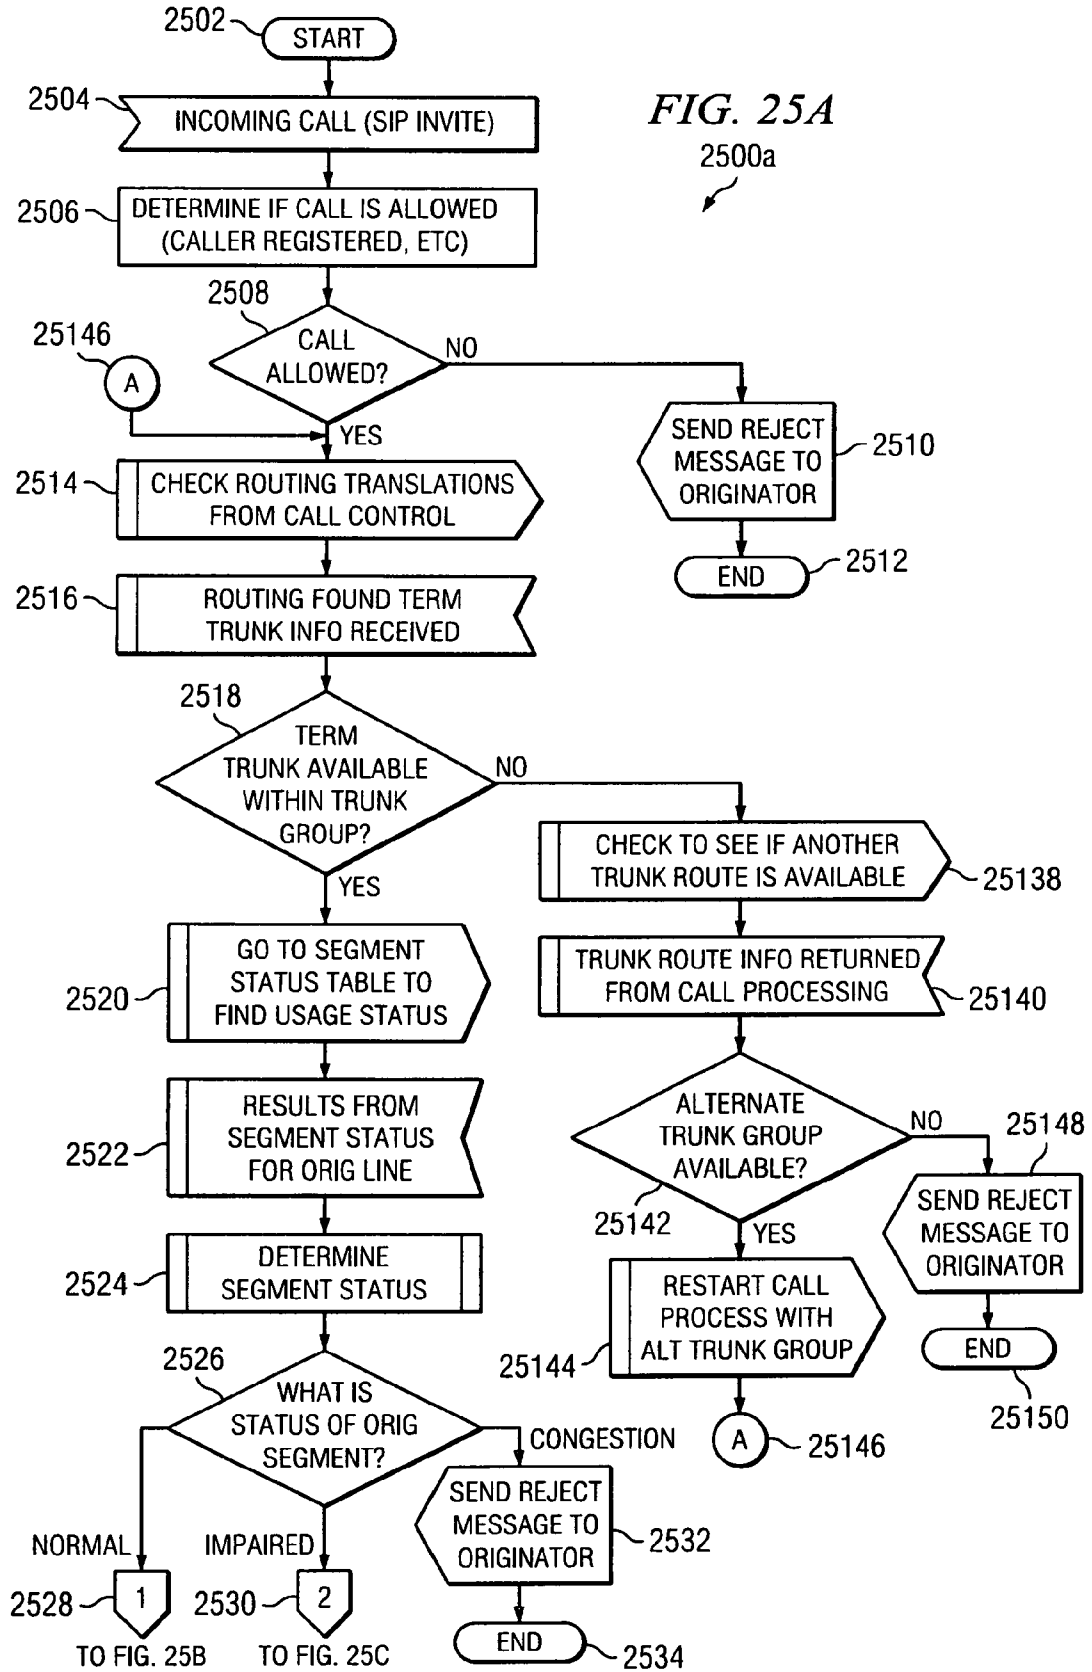 2502
START
2504
INCOMING CALL (SIP INVITE)
FIG. 25A
2500a
2506
DETERMINE IF CALL IS ALLOWED
(CALLER REGISTERED, ETC)
2508
CALL
ALLOWED?
NO
YES
25146
A
SEND REJECT
MESSAGE TO
ORIGINATOR
2510
END
2512
2514
CHECK ROUTING TRANSLATIONS
FROM CALL CONTROL
2516
ROUTING FOUND TERM
TRUNK INFO RECEIVED
2518
TERM
TRUNK AVAILABLE
WITHIN TRUNK
GROUP?
NO
YES
CHECK TO SEE IF ANOTHER
TRUNK ROUTE IS AVAILABLE
25138
2520
GO TO SEGMENT
STATUS TABLE TO
FIND USAGE STATUS
TRUNK ROUTE INFO RETURNED
FROM CALL PROCESSING
25140
2522
RESULTS FROM
SEGMENT STATUS
FOR ORIG LINE
ALTERNATE
TRUNK GROUP
AVAILABLE?
25142
NO
YES
25148
SEND REJECT
MESSAGE TO
ORIGINATOR
END
25150
2524
DETERMINE
SEGMENT STATUS
25144
RESTART CALL
PROCESS WITH
ALT TRUNK GROUP
A
25146
2526
WHAT IS
STATUS OF ORIG
SEGMENT?
CONGESTION
NORMAL
IMPAIRED
SEND REJECT
MESSAGE TO
ORIGINATOR
2532
2528
1
TO FIG. 25B
2530
2
TO FIG. 25C
END
2534